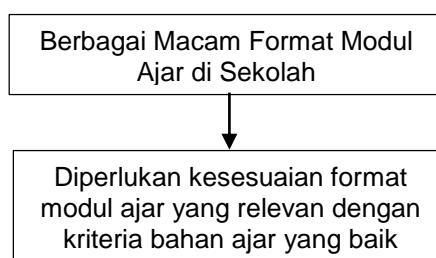 Berbagai Macam Format Modul
Ajar di Sekolah
Diperlukan kesesuaian format
modul ajar yang relevan dengan
kriteria bahan ajar yang baik